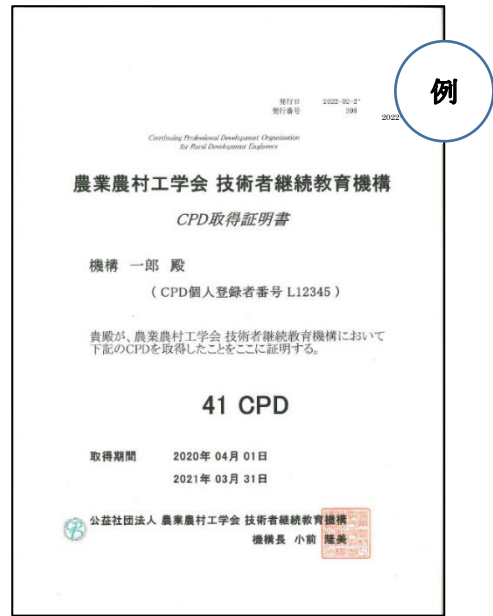 例
発行日 2022-02-2
発行番号 398
2022
Continuing Professional Development Organization
for Rural Development Engineers
農業農村工学会 技術者継続教育機構
CPD取得証明書
機構 一郎 殿
( CPD個人登録者番号 L12345 )
貴殿が、農業農村工学会 技術者継続教育機構において
下記のCPDを取得したことをここに証明する。
41 CPD
取得期間 2020年 04月 01日
2021年 03月 31日
公益社団法人 農業農村工学会 技術者継続教育機構
機構長 小前 隆美